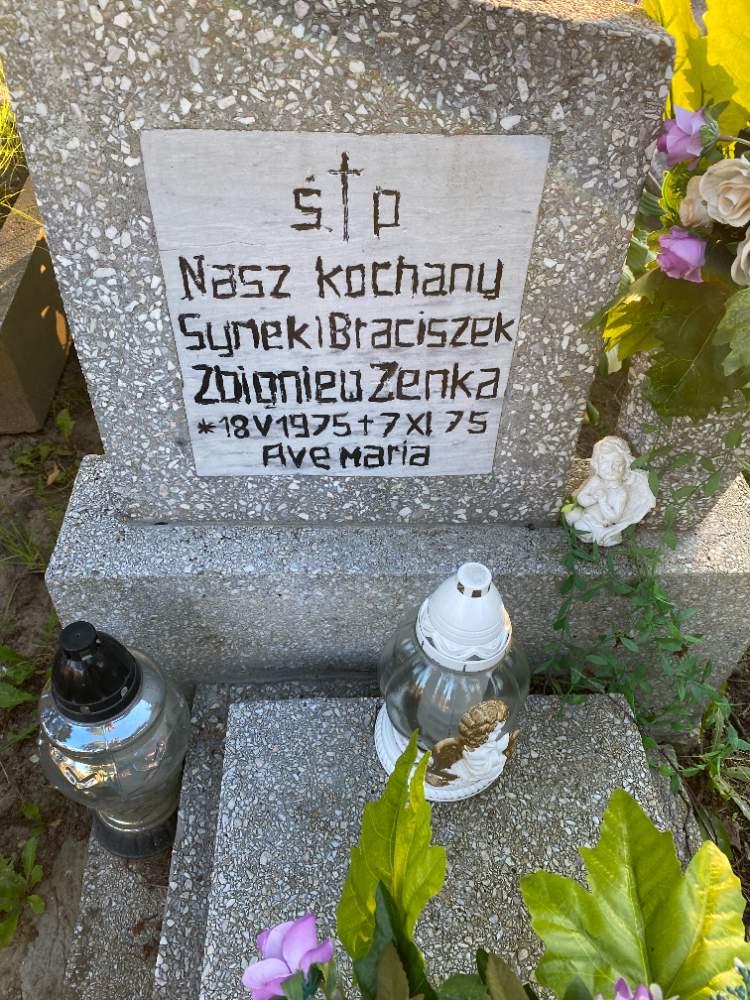 Ś. † P
Nasz kochany
Synek i Braciszek
Zbigniew Zenka
* 18 V 1975 + 7 XI 75
Ave Maria